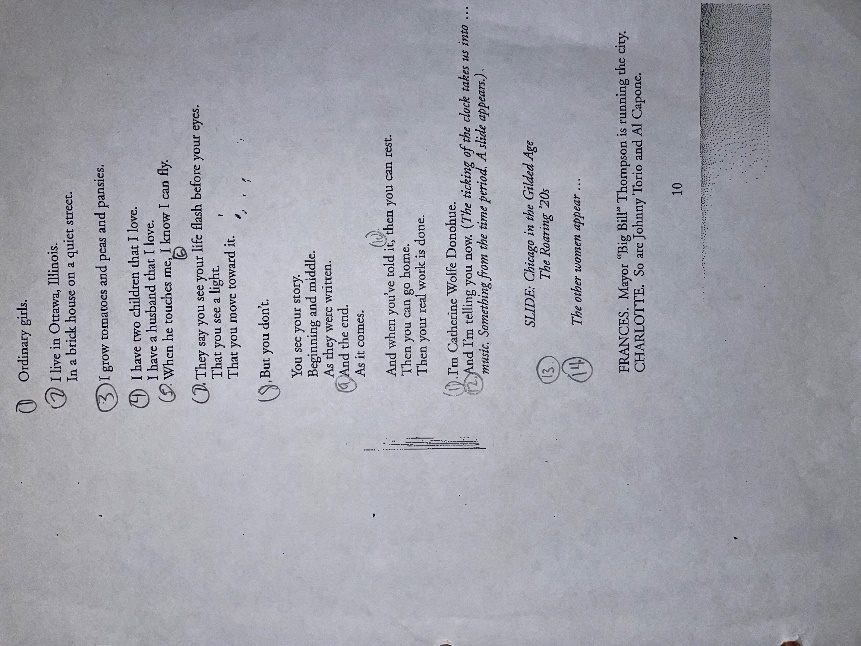 ① Ordinary girls.
② I live in Ottawa, Illinois.
In a brick house on a quiet street.
③ I grow tomatoes and peas and pansies.
④ I have two children that I love.
I have a husband that I love.
⑤ When he touches me, ⑥ I know I can fly.
⑦ They say you see your life flash before your eyes.
That you see a light.
That you move toward it.
⑧ But you don't.
You see your story.
Beginning and middle.
As they were written.
⑨ And the end.
As it comes.
And when you've told it, ⑩ then you can rest.
Then you can go home.
Then your real work is done.
⑪ I'm Catherine Wolfe Donohue.
⑫ And I'm telling you now. (The ticking of the clock takes us into ...
music. Something from the time period. A slide appears.)
⑬ SLIDE: Chicago in the Gilded Age
The Roaring '20s
⑭ The other women appear ...
FRANCES. Mayor "Big Bill" Thompson is running the city.
CHARLOTTE. So are Johnny Torio and Al Capone.
10